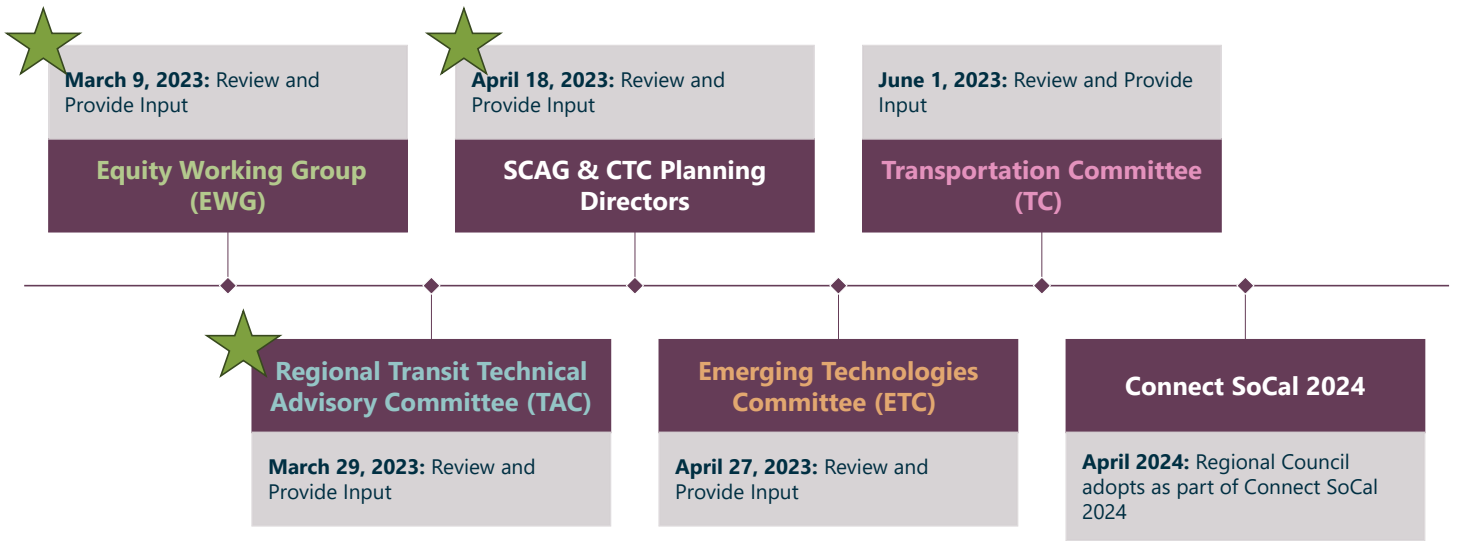 March 9, 2023: Review and
Provide Input
Equity Working Group
(EWG)
Regional Transit Technical
Advisory Committee (TAC)
March 29, 2023: Review and
Provide Input
April 18, 2023: Review and
Provide Input
SCAG & CTC Planning
Directors
Emerging Technologies
Committee (ETC)
April 27, 2023: Review and
Provide Input
June 1, 2023: Review and Provide
Input
Transportation Committee
(TC)
Connect SoCal 2024
April 2024: Regional Council
adopts as part of Connect SoCal
2024